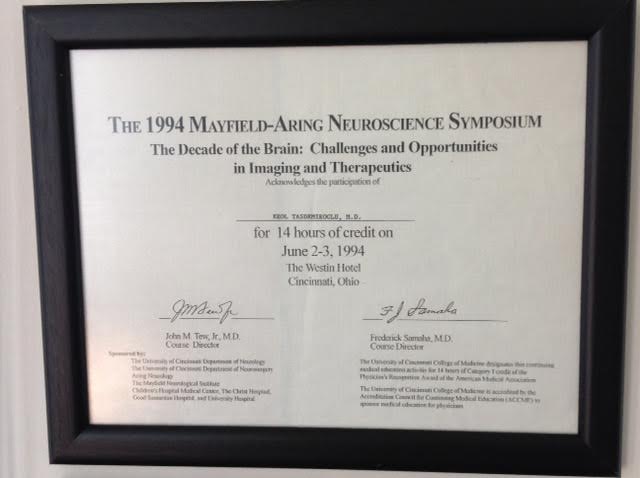 THE 1994 MAYFIELD-ARING NEUROSCIENCE SYMPOSIUM
The Decade of the Brain: Challenges and Opportunities
in Imaging and Therapeutics
Acknowledges the participation of
EROL TASDEMIROGLU, M.D.
for 14 hours of credit on
June 2-3, 1994
The Westin Hotel
Cincinnati, Ohio
John M. Tew, Jr., M.D.
Course Director
FJ Samaha
Frederick Samaha, M.D.
Course Director
Sponsored by:
The University of Cincinnati Department of Neurology
The University of Cincinnati Department of Neurosurgery
Aring Neurology
The Mayfield Neurological Institute
Children's Hospital Medical Center, The Christ Hospital,
Good Samaritan Hospital, and University Hospital
The University of Cincinnati College of Medicine designates this continuing
medical education activity for 14 hours of Category I credit of the
Physician's Recognition Award of the American Medical Association
The University of Cincinnati College of Medicine is accredited by the
Accreditation Council for Continuing Medical Education (ACCME) to
sponsor medical education for physicians